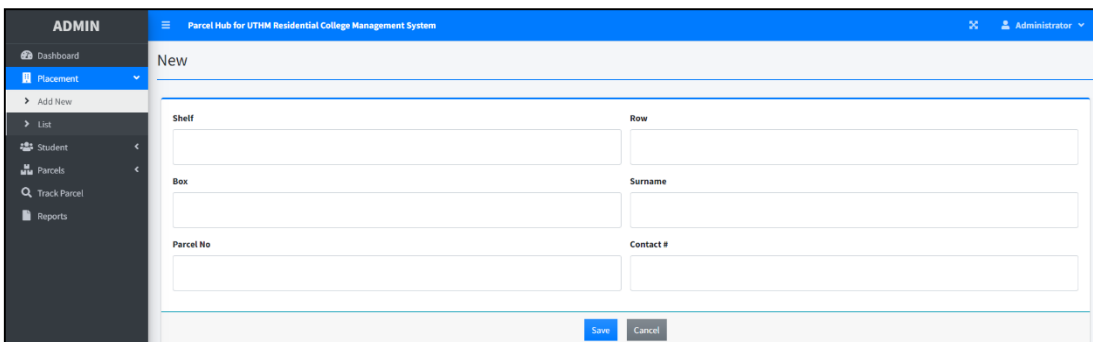 ADMIN
Parcel Hub for UTHM Residential College Management System
Administrator
Dashboard
Placement
Add New
List
Student
Parcels
Track Parcel
Reports
New
Shelf
Row
Box
Surname
Parcel No
Contact #
Save
Cancel